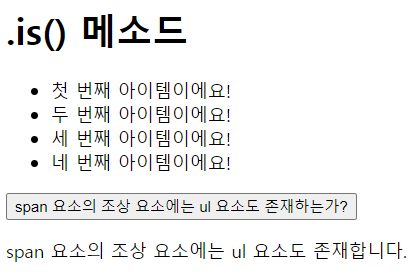 .is() 메소드
첫 번째 아이템이에요!
두 번째 아이템이에요!
세 번째 아이템이에요!
네 번째 아이템이에요!
span 요소의 조상 요소에는 ul 요소도 존재하는가?
span 요소의 조상 요소에는 ul 요소도 존재합니다.